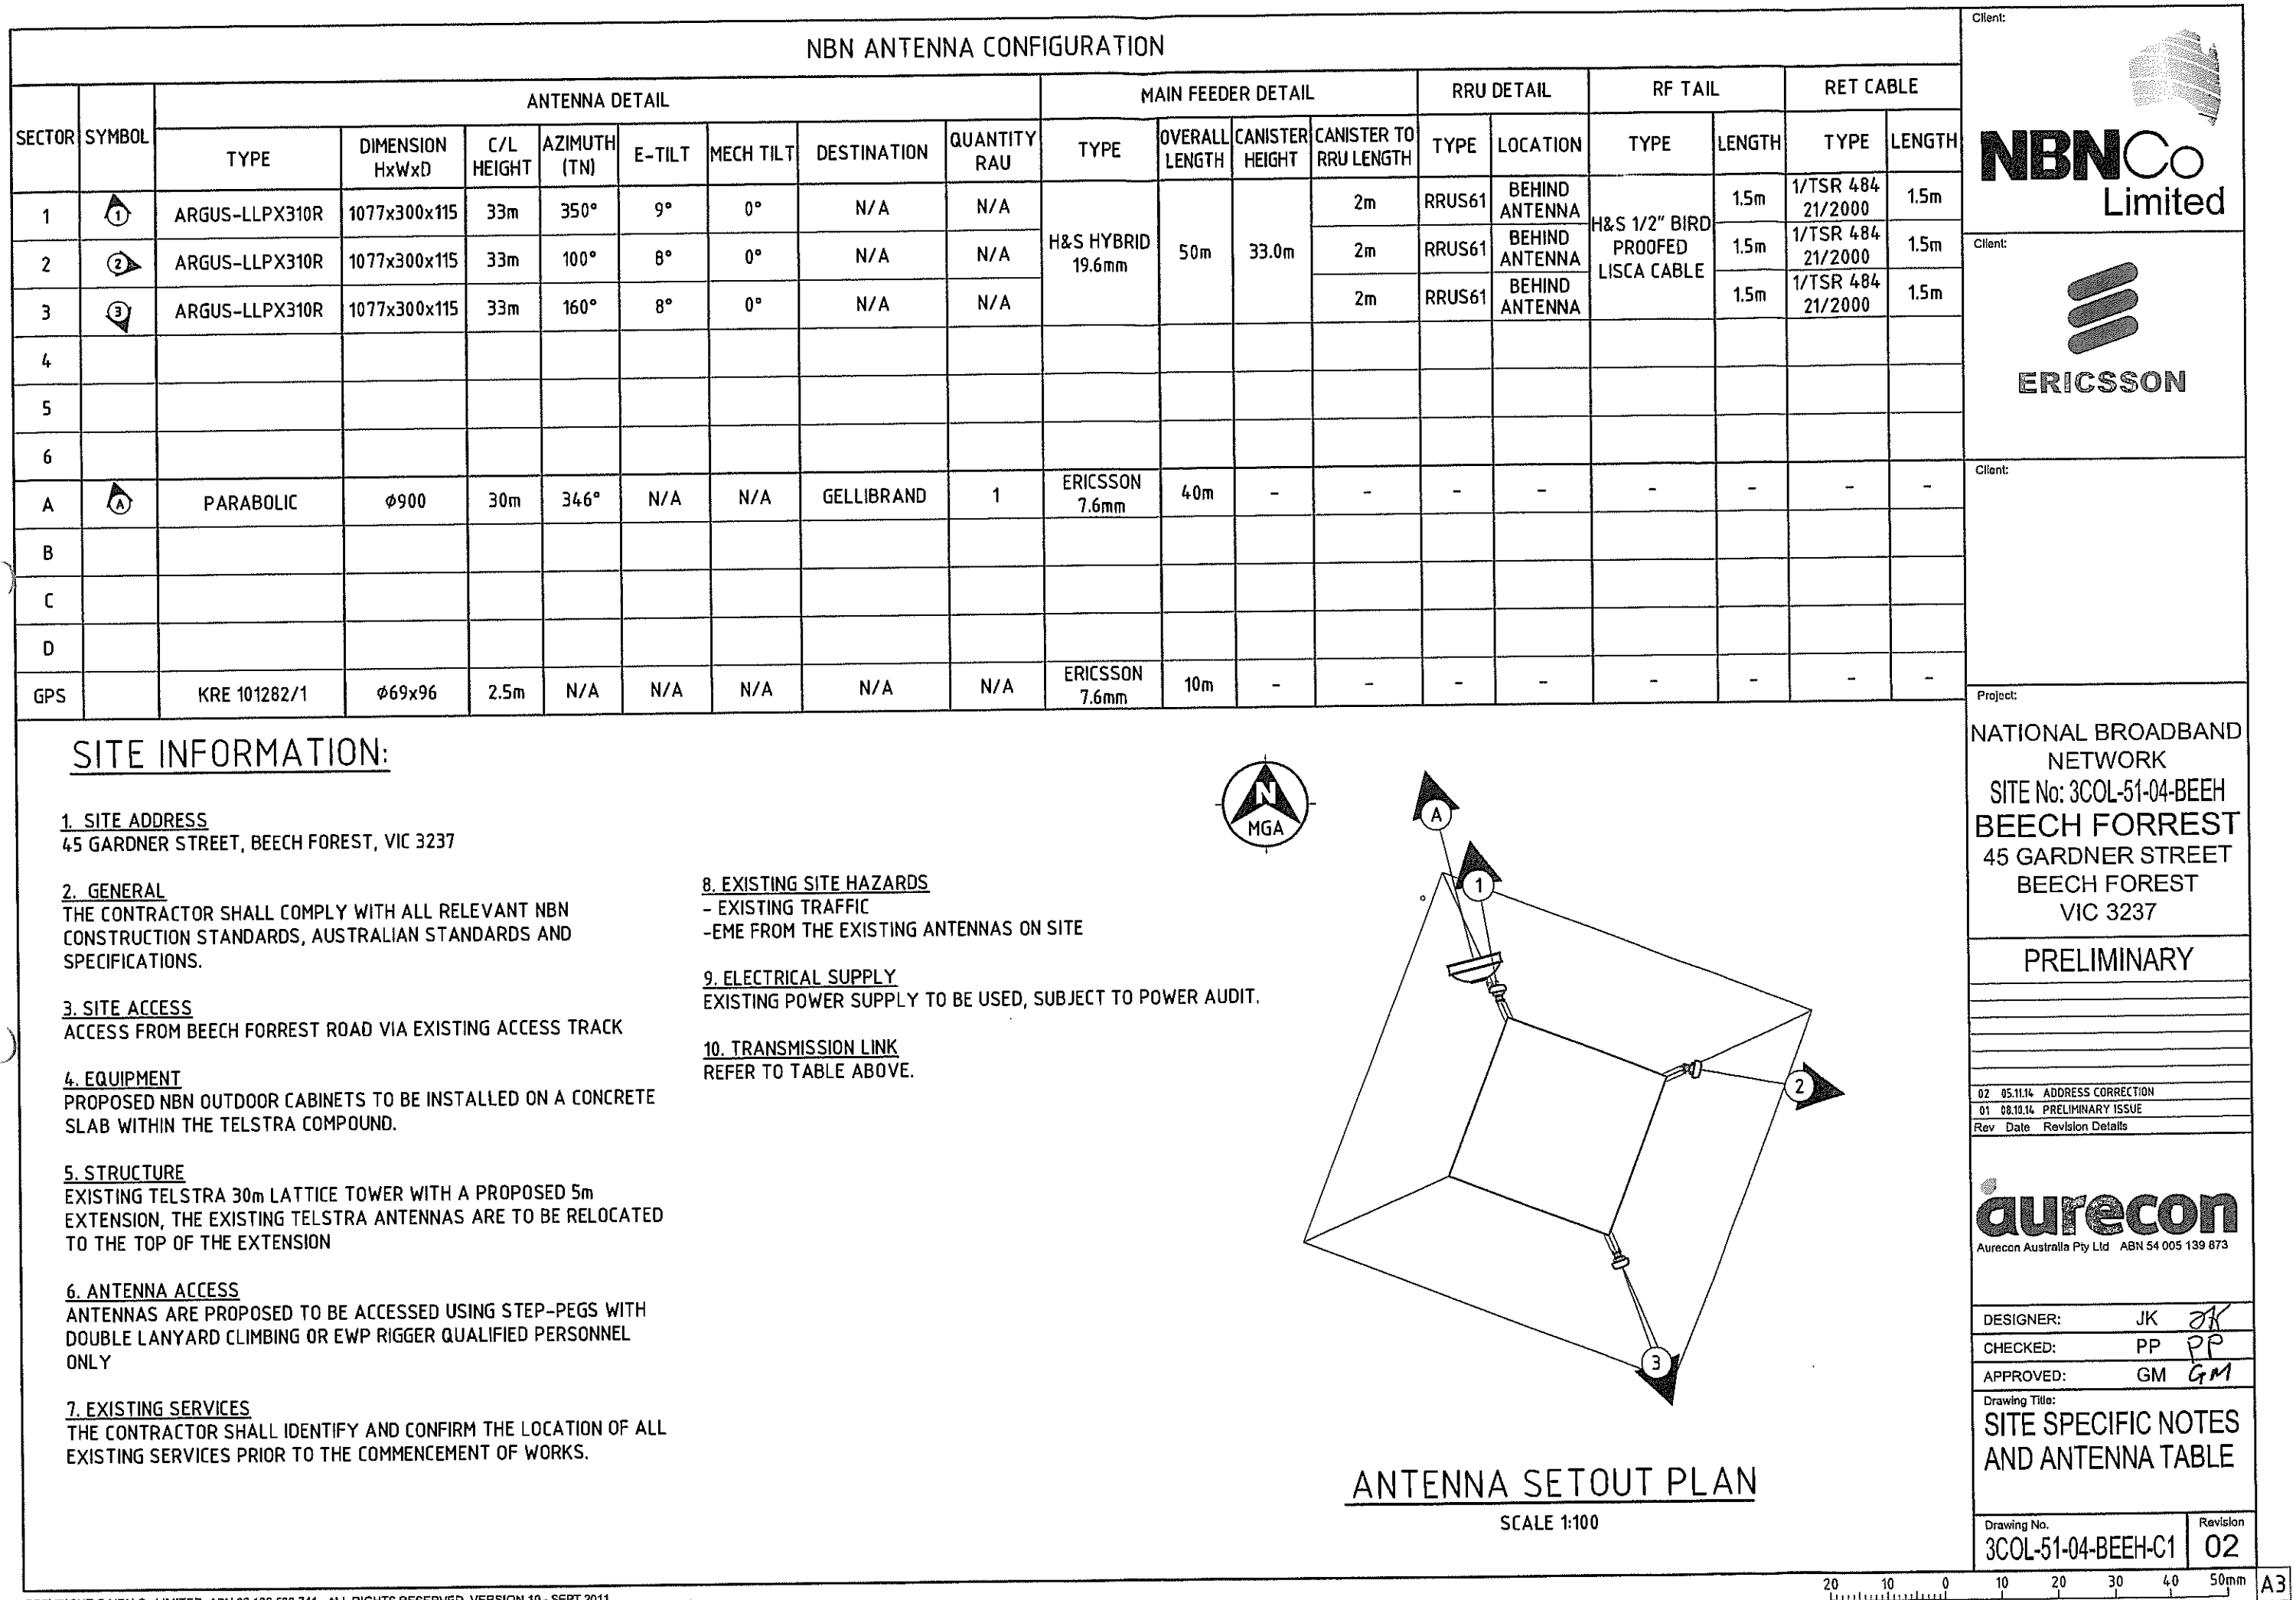 NBN ANTENNA CONFIGURATION
SECTOR SYMBOL ANTENNA DETAIL MAIN FEEDER DETAIL RRU DETAIL RF TAIL RET CABLE
TYPE DIMENSION HxWxD C/L HEIGHT AZIMUTH (TN) E-TILT MECH TILT DESTINATION QUANTITY RAU TYPE OVERALL LENGTH CANISTER HEIGHT CANISTER TO RRU LENGTH TYPE LOCATION TYPE LENGTH TYPE LENGTH
1 1 ARGUS-LLPX310R 1077x300x115 33m 350° 9° 0° N/A N/A H&S HYBRID 19.6mm 50m 33.0m 2m RRUS61 BEHIND ANTENNA H&S 1/2" BIRD PROOFED LISCA CABLE 1.5m 1/TSR 484 21/2000 1.5m
2 2 ARGUS-LLPX310R 1077x300x115 33m 100° 8° 0° N/A N/A 2m RRUS61 BEHIND ANTENNA 1.5m 1/TSR 484 21/2000 1.5m
3 3 ARGUS-LLPX310R 1077x300x115 33m 160° 8° 0° N/A N/A 2m RRUS61 BEHIND ANTENNA 1.5m 1/TSR 484 21/2000 1.5m
4
5
6
A A PARABOLIC Φ900 30m 346° N/A N/A GELLIBRAND 1 ERICSSON 7.6mm 40m - - - - - - - -
B
C
D
GPS KRE 101282/1 Φ69x96 2.5m N/A N/A N/A N/A N/A ERICSSON 7.6mm 10m - - - - - - - -
SITE INFORMATION:
1. SITE ADDRESS
45 GARDNER STREET, BEECH FOREST, VIC 3237
2. GENERAL
THE CONTRACTOR SHALL COMPLY WITH ALL RELEVANT NBN
CONSTRUCTION STANDARDS, AUSTRALIAN STANDARDS AND
SPECIFICATIONS.
3. SITE ACCESS
ACCESS FROM BEECH FORREST ROAD VIA EXISTING ACCESS TRACK
4. EQUIPMENT
PROPOSED NBN OUTDOOR CABINETS TO BE INSTALLED ON A CONCRETE
SLAB WITHIN THE TELSTRA COMPOUND.
5. STRUCTURE
EXISTING TELSTRA 30m LATTICE TOWER WITH A PROPOSED 5m
EXTENSION, THE EXISTING TELSTRA ANTENNAS ARE TO BE RELOCATED
TO THE TOP OF THE EXTENSION
6. ANTENNA ACCESS
ANTENNAS ARE PROPOSED TO BE ACCESSED USING STEP-PEGS WITH
DOUBLE LANYARD CLIMBING OR EWP RIGGER QUALIFIED PERSONNEL
ONLY
7. EXISTING SERVICES
THE CONTRACTOR SHALL IDENTIFY AND CONFIRM THE LOCATION OF ALL
EXISTING SERVICES PRIOR TO THE COMMENCEMENT OF WORKS.
8. EXISTING SITE HAZARDS
- EXISTING TRAFFIC
-EME FROM THE EXISTING ANTENNAS ON SITE
9. ELECTRICAL SUPPLY
EXISTING POWER SUPPLY TO BE USED, SUBJECT TO POWER AUDIT.
10. TRANSMISSION LINK
REFER TO TABLE ABOVE.
N
MGA
A
1
2
3
ANTENNA SETOUT PLAN
SCALE 1:100
Client:
NBNCo
Limited
Client:
ERICSSON
Client:
Project:
NATIONAL BROADBAND
NETWORK
SITE No: 3COL-51-04-BEEH
BEECH FORREST
45 GARDNER STREET
BEECH FOREST
VIC 3237
PRELIMINARY
02 05.11.14 ADDRESS CORRECTION
01 08.10.14 PRELIMINARY ISSUE
Rev Date Revision Details
aurecon
Aurecon Australia Pty Ltd ABN 54 005 139 873
DESIGNER: JK JK
CHECKED: PP PP
APPROVED: GM GM
Drawing Title:
SITE SPECIFIC NOTES
AND ANTENNA TABLE
Drawing No. Revision
3COL-51-04-BEEH-C1 02
20 10 0 10 20 30 40 50mm A3
ALL RIGHTS RESERVED. VERSION 10 - SEPT 2011